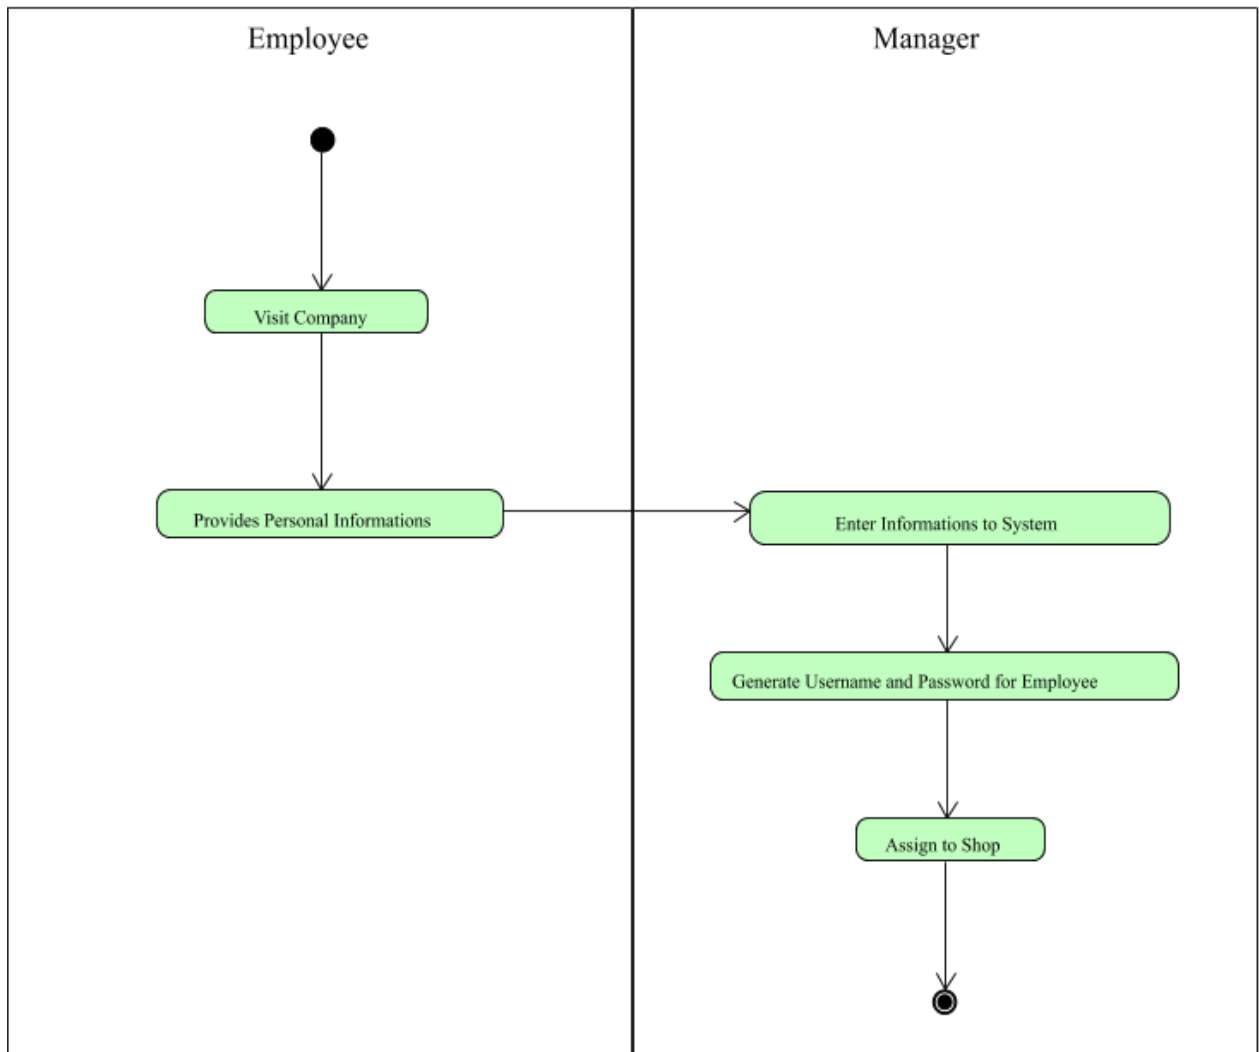 Employee
Manager
Visit Company
Provides Personal Informations
Enter Informations to System
Generate Username and Password for Employee
Assign to Shop